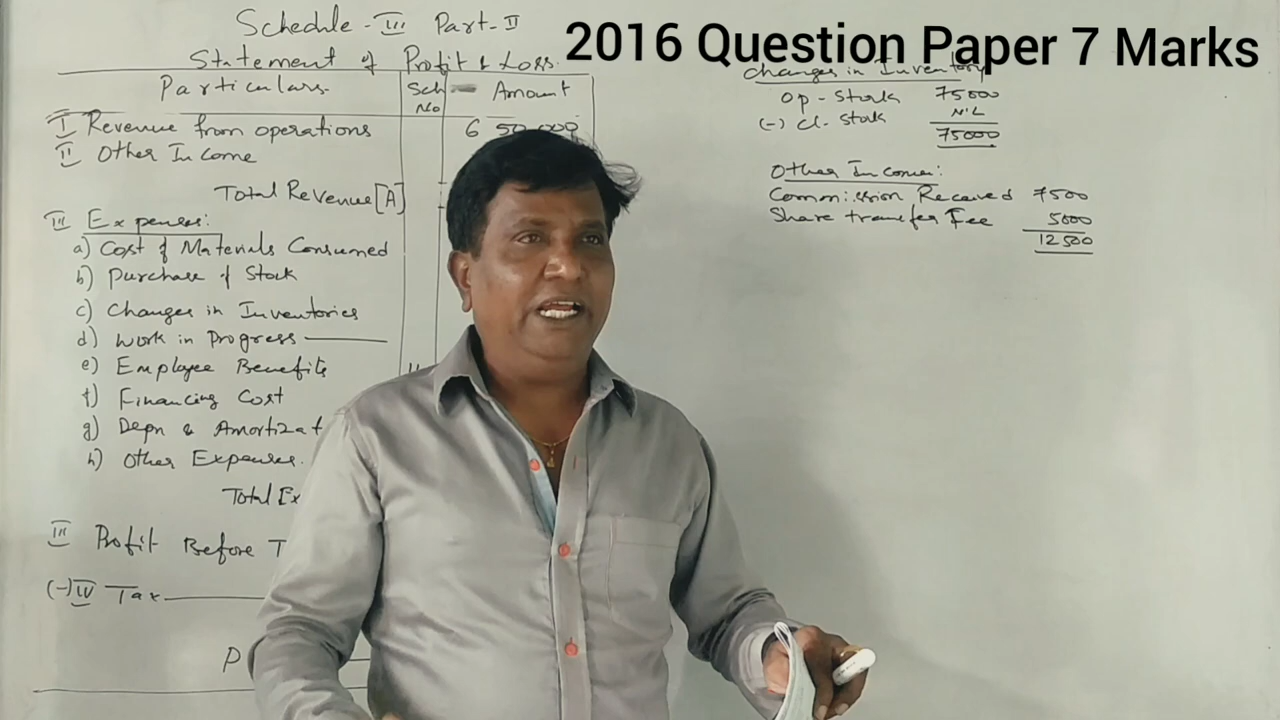 2016 Question Paper 7 Marks
Schedule - III Part - II
Statement of Profit & Loss.
Particulars.
Sch No
Amount
I Revenue from operations 6 50 000
II Other Income
Total Revenue [A]
III Expenses:
a) Cost of Materials Consumed
b) Purchase of Stock
c) Changes in Inventories
d) Work in Progress
e) Employee Benefits
f) Financing Cost
g) Depn & Amortizat
h) Other Expenses.
Total Ex
III Profit Before T
(-) IV Tax
P
Changes in Inventory
Op - Stock 75000
(-) Cl. Stock NIL
75000
Other Income:
Commission Received 7500
Share transfer Fee 5000
12500